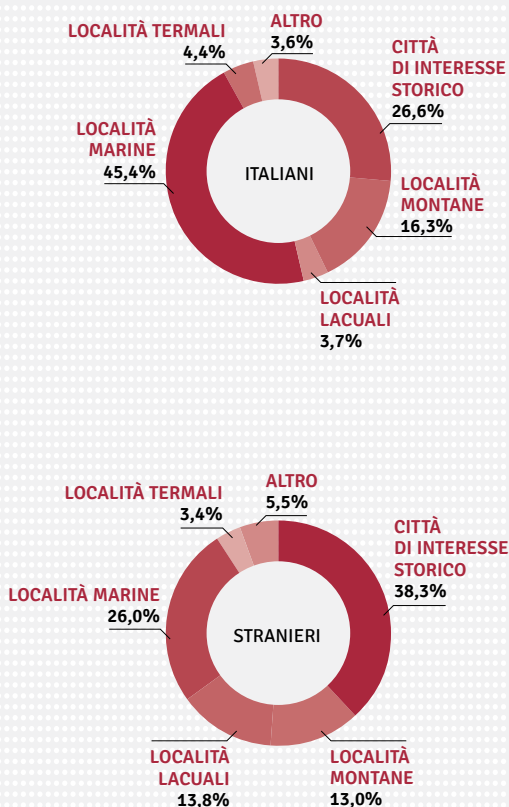 LOCALITÀ TERMALI
4,4%
ALTRO
3,6%
CITTÀ
DI INTERESSE
STORICO
26,6%
LOCALITÀ
MARINE
45,4%
ITALIANI
LOCALITÀ
MONTANE
16,3%
LOCALITÀ
LACUALI
3,7%
LOCALITÀ TERMALI
3,4%
ALTRO
5,5%
CITTÀ
DI INTERESSE
STORICO
38,3%
LOCALITÀ MARINE
26,0%
STRANIERI
LOCALITÀ
LACUALI
13,8%
LOCALITÀ
MONTANE
13,0%